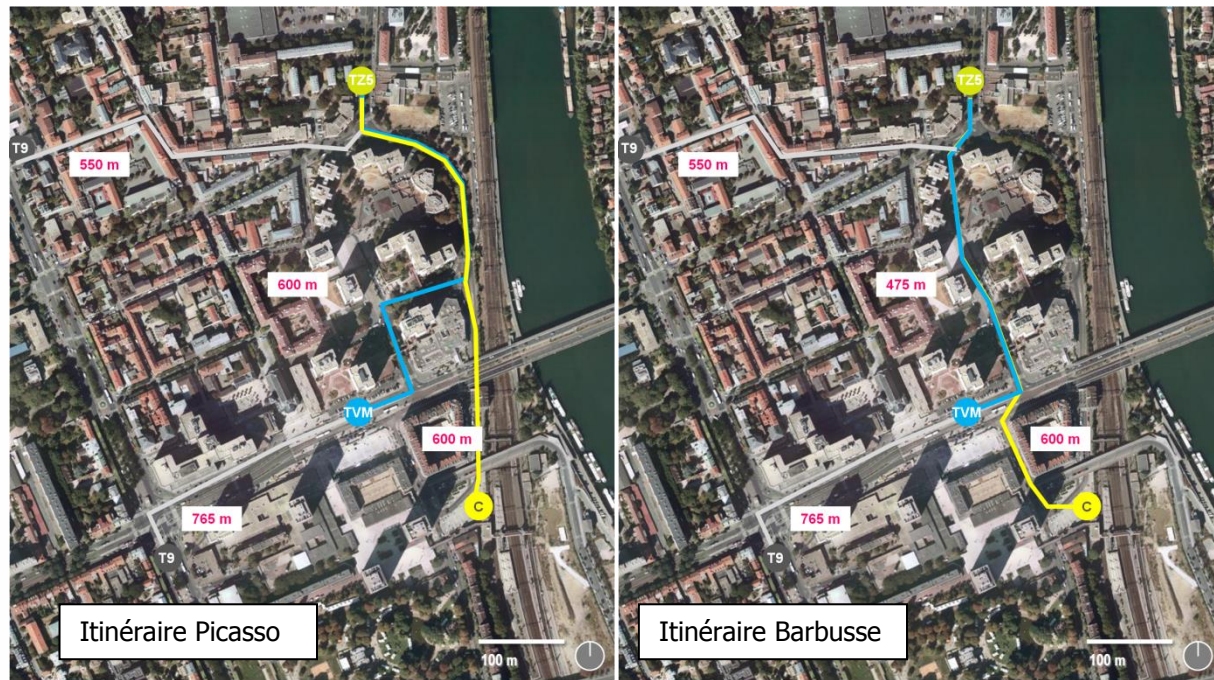 TZ5
T9
550 m
600 m
TVM
600 m
C
765 m
T9
Itinéraire Picasso
100 m
TZ5
T9
550 m
475 m
TVM
600 m
C
765 m
T9
Itinéraire Barbusse
100 m